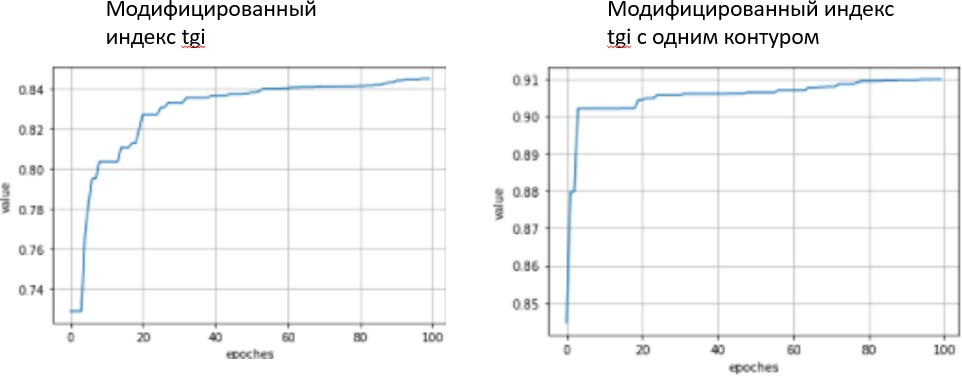 Модифицированный
индекс tgi
Модифицированный индекс
tgi с одним контуром
0.84
0.82
0.80
0.78
0.76
0.74
value
0 20 40 60 80 100
epoches
0.91
0.90
0.89
0.88
0.87
0.86
0.85
value
0 20 40 60 80 100
epoches